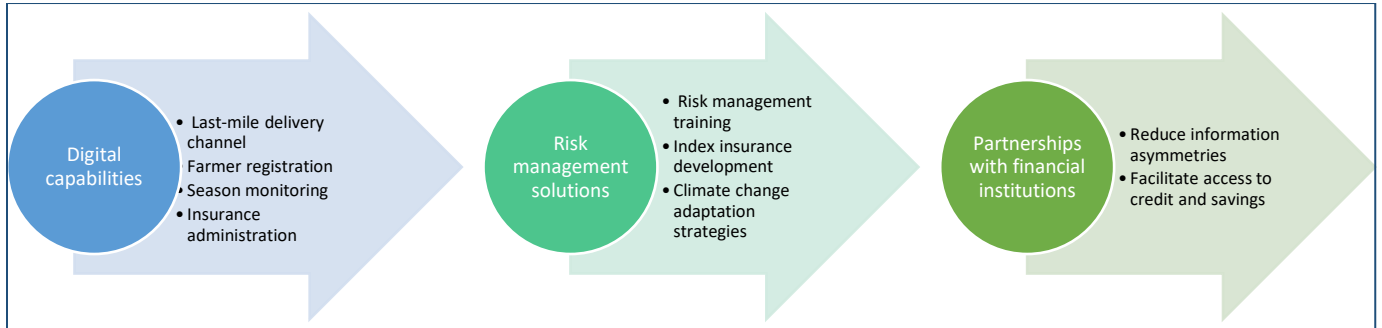 Digital
capabilities
• Last-mile delivery
channel
• Farmer registration
• Season monitoring
• Insurance
administration
Risk
management
solutions
• Risk management
training
• Index insurance
development
• Climate change
adaptation
strategies
Partnerships
with financial
institutions
• Reduce information
asymmetries
• Facilitate access to
credit and savings